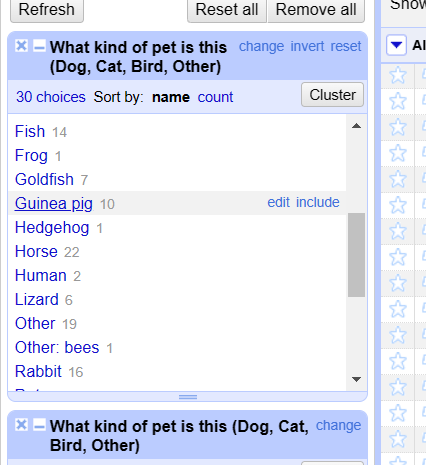 Refresh Reset all Remove all
What kind of pet is this (Dog, Cat, Bird, Other) change invert reset
30 choices Sort by: name count Cluster
Fish 14
Frog 1
Goldfish 7
Guinea pig 10 edit include
Hedgehog 1
Horse 22
Human 2
Lizard 6
Other 19
Other: bees 1
Rabbit 16
What kind of pet is this (Dog, Cat, change
Bird, Other)